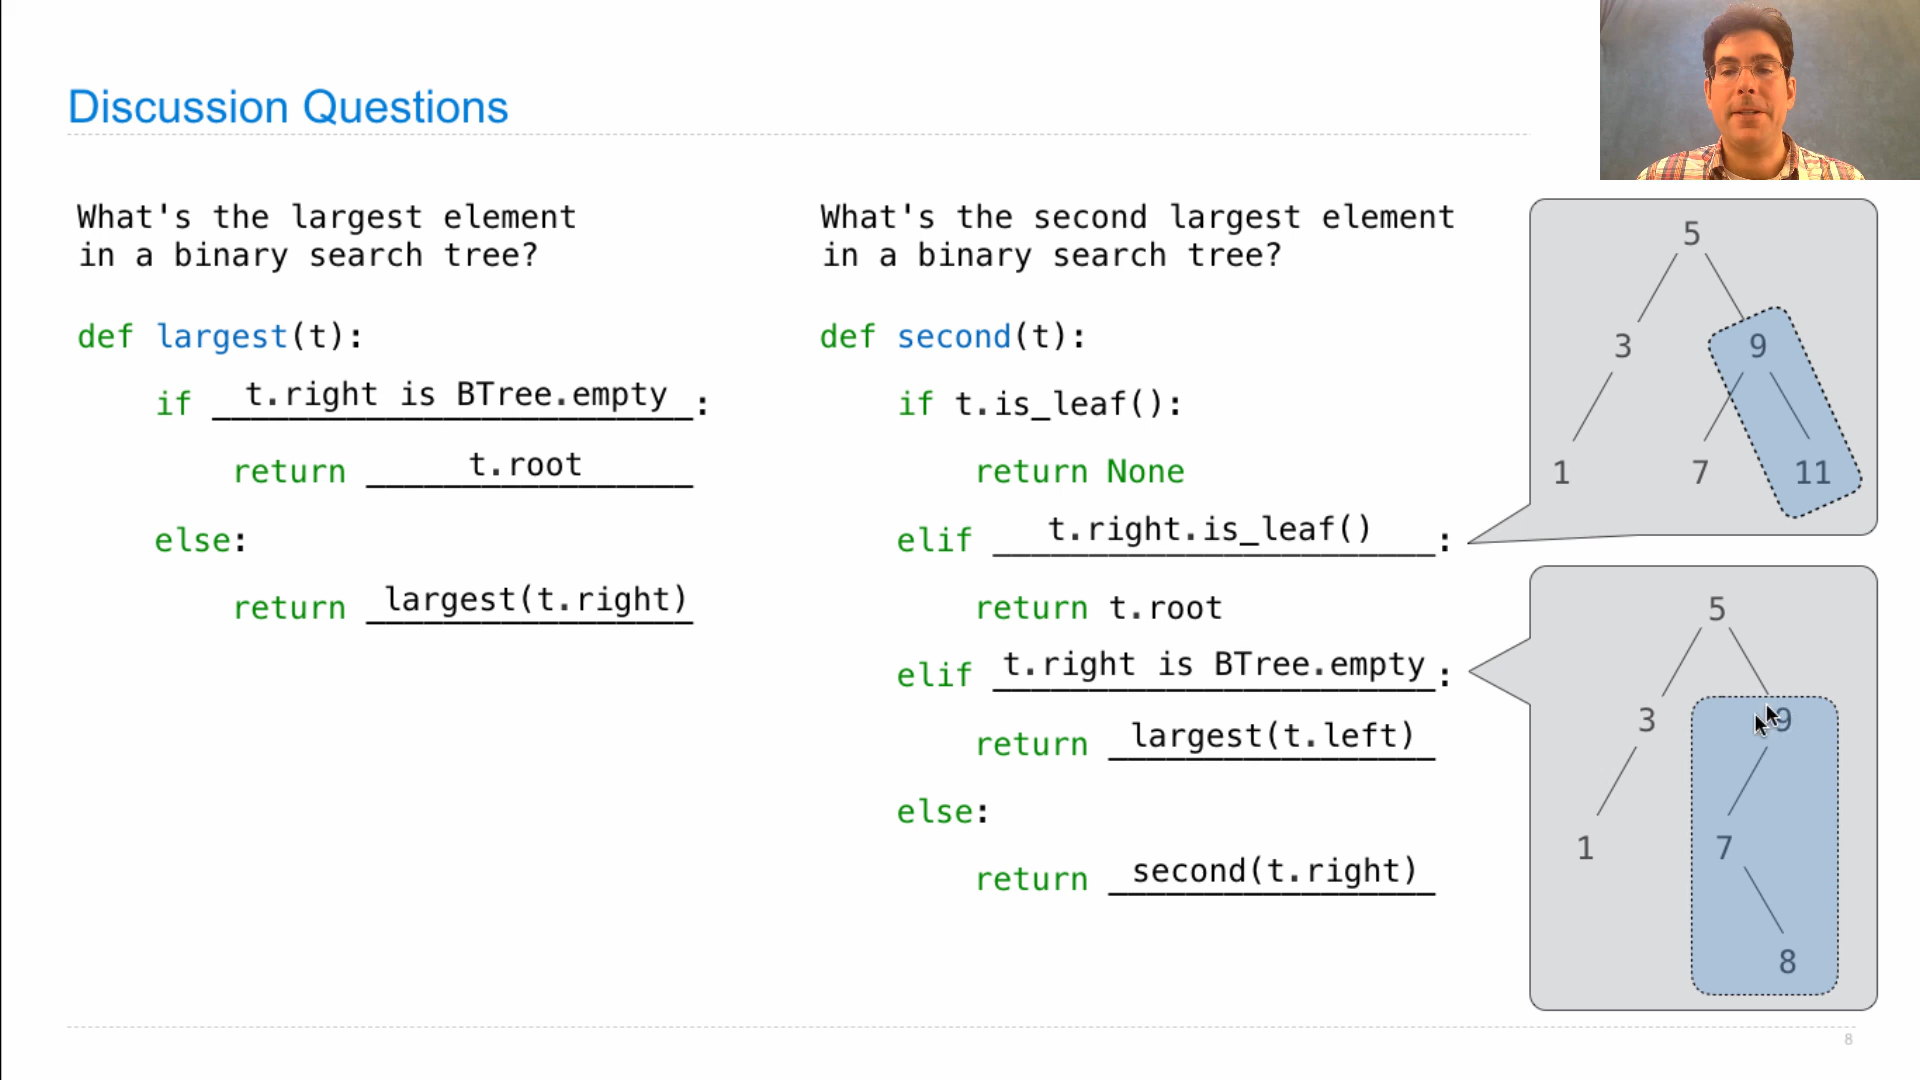 Discussion Questions
What's the largest element
in a binary search tree?
def largest(t):
if t.right is BTree.empty:
return t.root
else:
return largest(t.right)
What's the second largest element
in a binary search tree?
def second(t):
if t.is_leaf():
return None
elif t.right.is_leaf():
return t.root
elif t.right is BTree.empty:
return largest(t.left)
else:
return second(t.right)
5
3 9
1 7 11
5
3 9
1 7
8
8